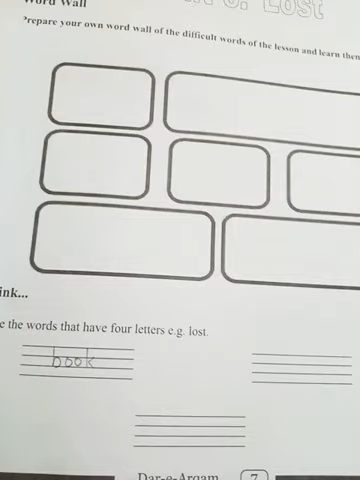 Word Wall
6: Lost
Prepare your own word wall of the difficult words of the lesson and learn them
ink...
e the words that have four letters e.g. lost.
book
Dar-e-Arqam 7